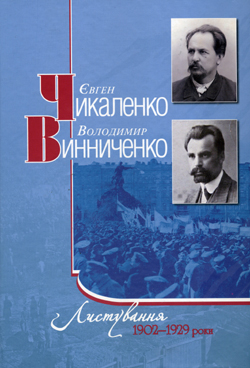 Євген
Чикаленко
Володимир
Винниченко
Листування
1902—1929 роки